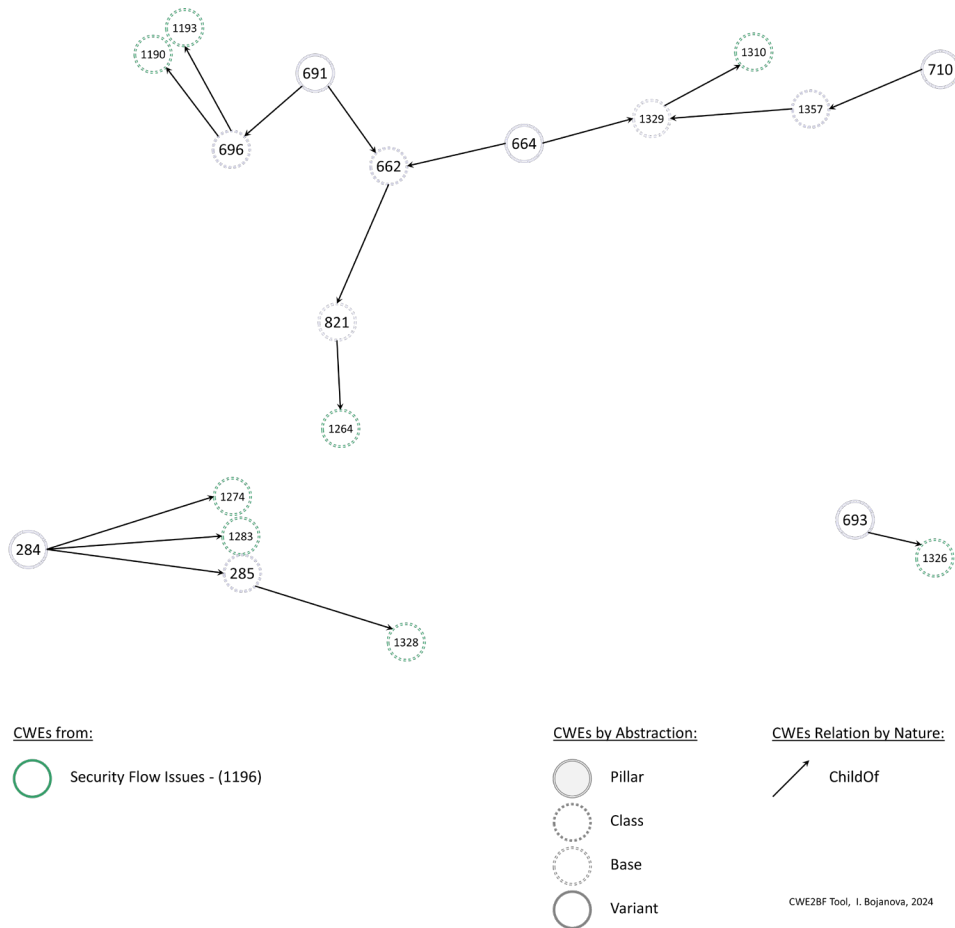 1193
1190
691
1310
710
696
662
664
1329
1357
821
1264
1274
284
1283
285
1328
693
1326
CWEs from:
Security Flow Issues - (1196)
CWEs by Abstraction:
Pillar
Class
Base
Variant
CWEs Relation by Nature:
ChildOf
CWE2BF Tool, I. Bojanova, 2024